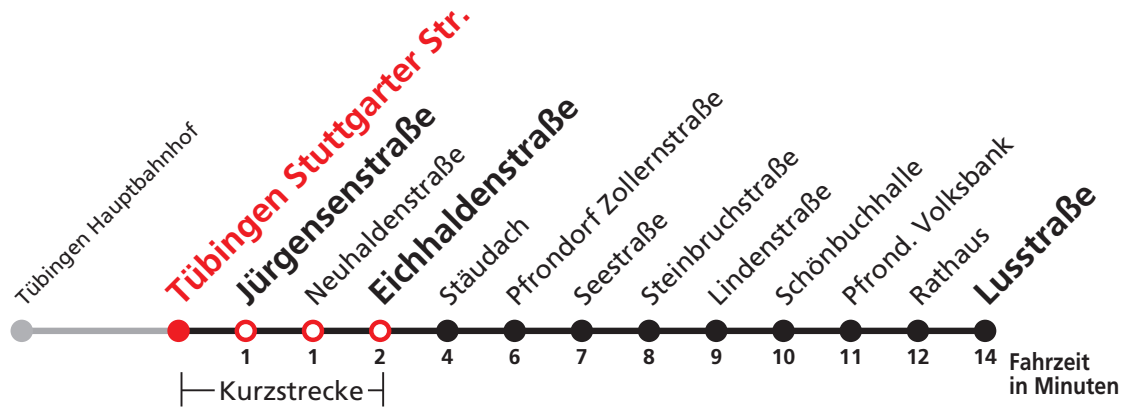 Tübingen Hauptbahnhof
Tübingen Stuttgarter Str.
Jürgensenstraße
Neuhaldenstraße
Eichhaldenstraße
Stäudach
Pfrondorf Zollernstraße
Seestraße
Steinbruchstraße
Lindenstraße
Schönbuchhalle
Pfrond. Volksbank
Rathaus
Lusstraße
1 1 2 4 6 7 8 9 10 11 12 14
Fahrzeit
in Minuten
Kurzstrecke